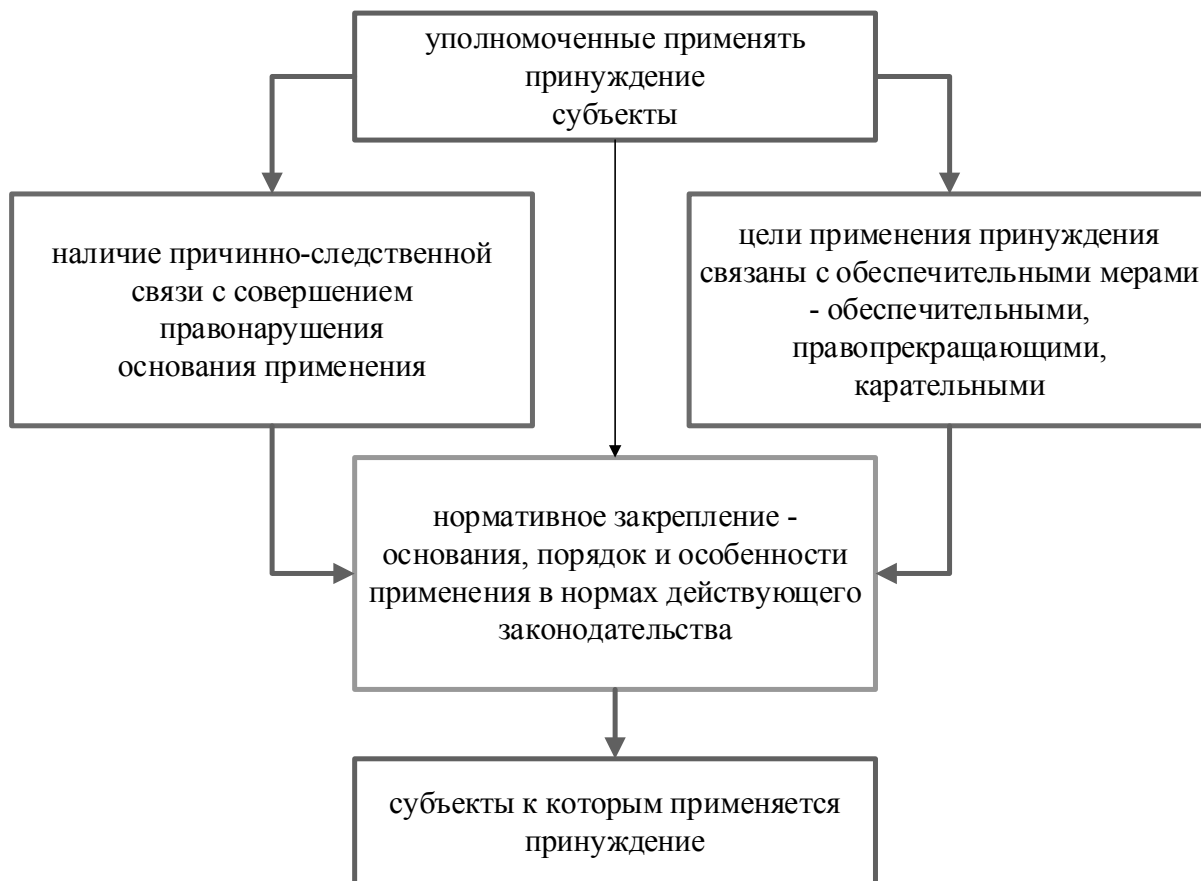 уполномоченные применять
принуждение
субъекты
наличие причинно-следственной
связи с совершением
правонарушения
основания применения
цели применения принуждения
связаны с обеспечительными мерами
- обеспечительными,
правопрекращающими,
карательными
нормативное закрепление -
основания, порядок и особенности
применения в нормах действующего
законодательства
субъекты к которым применяется
принуждение